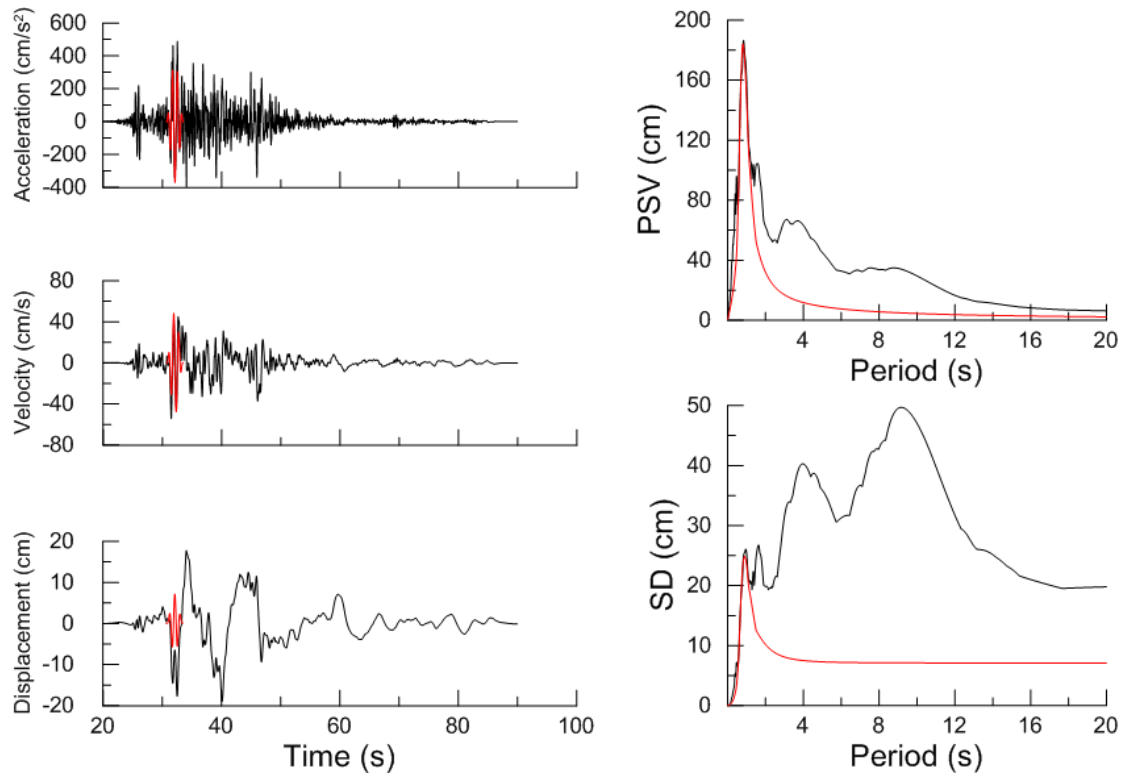 Acceleration (cm/s²)
600
400
200
0
-200
-400
Velocity (cm/s)
80
40
0
-40
-80
Displacement (cm)
20
10
0
-10
-20
20 40 60 80 100
Time (s)
PSV (cm)
200
160
120
80
40
0
4 8 12 16 20
Period (s)
SD (cm)
50
40
30
20
10
0
4 8 12 16 20
Period (s)